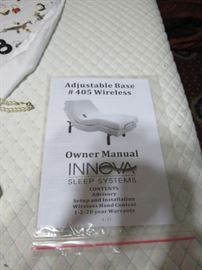 Adjustable Base
# 405 Wireless
Owner Manual
INNOVA
SLEEP SYSTEMS
CONTENTS
Advisory
Setup and Installation
Wireless Hand Control
1-2-20 year Warranty